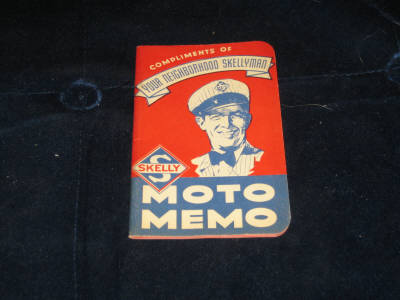 COMPLIMENTS OF
YOUR NEIGHBORHOOD SKELLYMAN
S
SKELLY
MOTO
MEMO